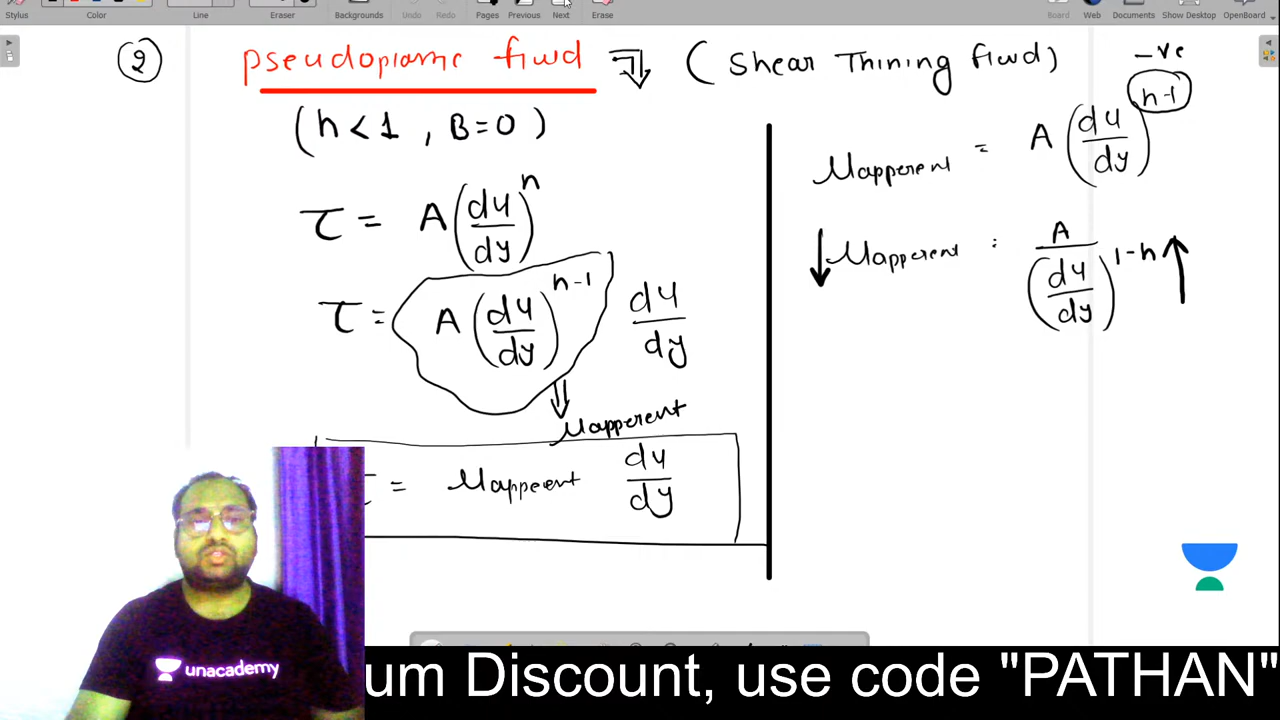 Stylus Color Line Eraser Backgrounds Undo Redo Pages Previous Next Erase Board Web Documents Show Desktop OpenBoard
② pseudoplamic fluid ( Shear Thining fluid)
(n < 1 , B = 0 )
τ = A (du/dy)^n
τ = A (du/dy)^n-1 du/dy
μapperent
τ = μapperent du/dy
-ve
μapperent = A (du/dy)^n-1
↓ μapperent : A/(du/dy)^1-n ↑
unacademy
um Discount, use code "PATHAN"